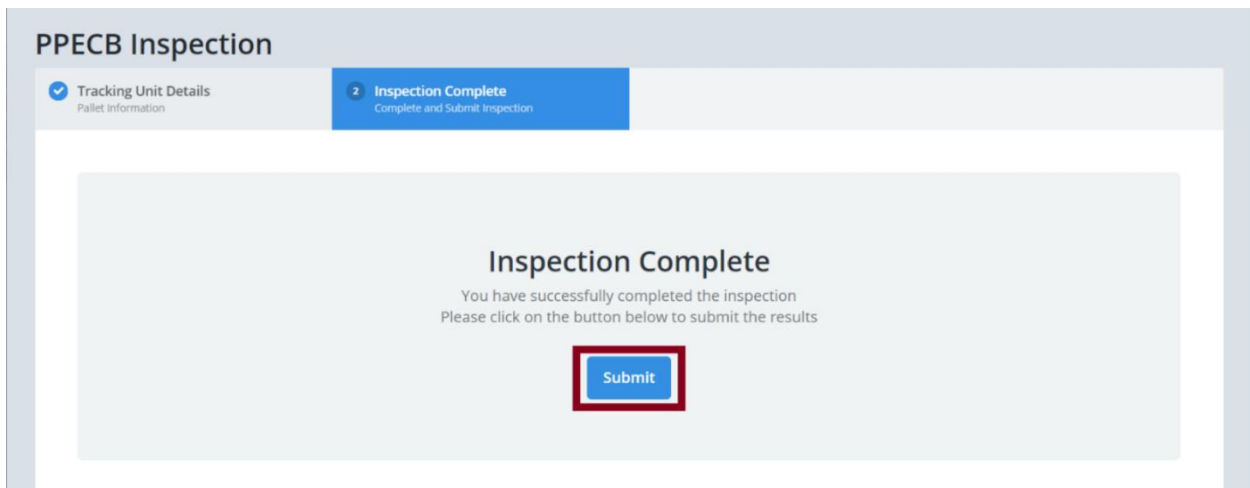 PPECB Inspection
Tracking Unit Details
Pallet Information
2 Inspection Complete
Complete and Submit Inspection
Inspection Complete
You have successfully completed the inspection
Please click on the button below to submit the results
Submit